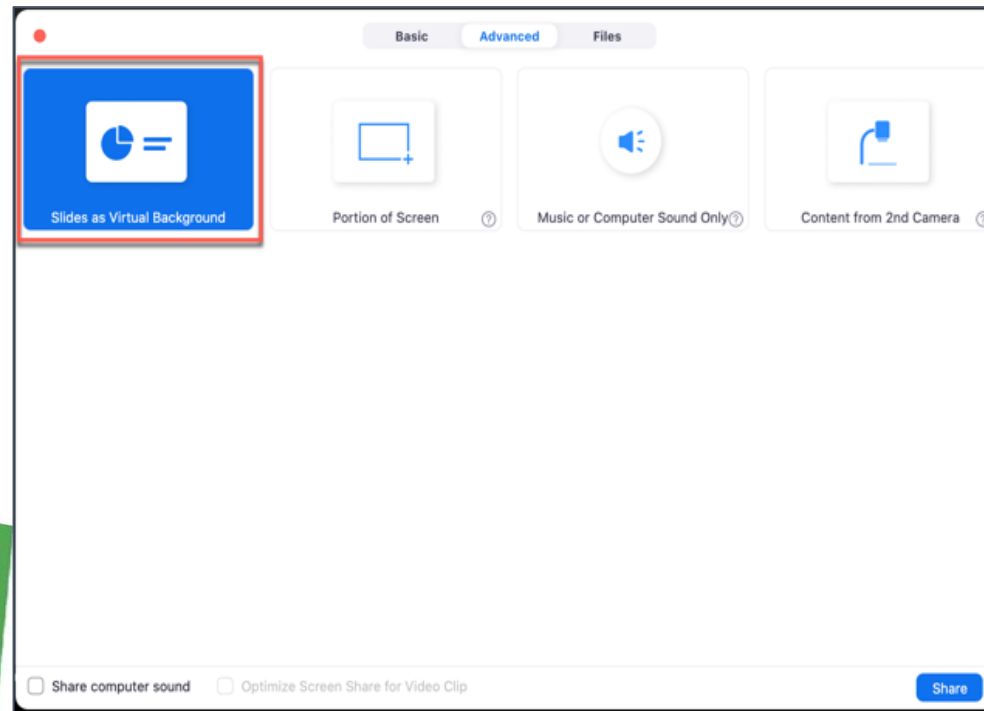 Basic Advanced Files
Slides as Virtual Background Portion of Screen ? Music or Computer Sound Only ? Content from 2nd Camera ?
Share computer sound Optimize Screen Share for Video Clip Share